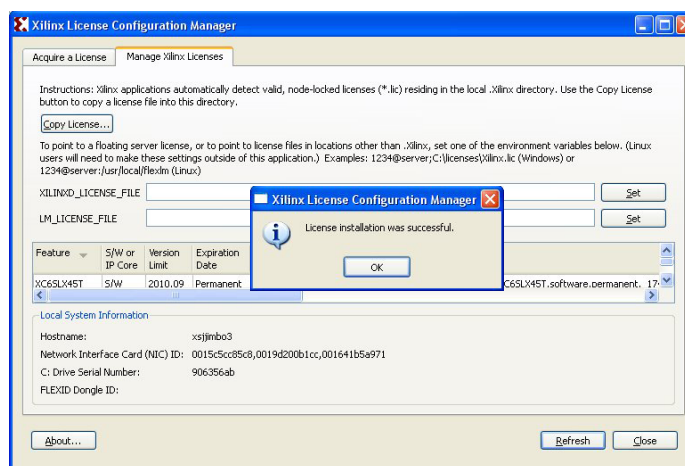 Xilinx License Configuration Manager
Acquire a License
Manage Xilinx Licenses
Instructions: Xilinx applications automatically detect valid, node-locked licenses (*.lic) residing in the local .Xilinx directory. Use the Copy License
button to copy a license file into this directory.
Copy License...
To point to a floating server license, or to point to license files in locations other than .Xilinx, set one of the environment variables below. (Linux
users will need to make these settings outside of this application.) Examples: 1234@server;C:\licenses\Xilinx.lic (Windows) or
1234@server:/usr/local/flexlm (Linux)
XILINXD_LICENSE_FILE
Set
LM_LICENSE_FILE
Set
Xilinx License Configuration Manager
License installation was successful.
OK
Feature
S/W or
IP Core
Version
Limit
Expiration
Date
XC6SLX45T
S/W
2010.09
Permanent
C6SLX45T.software.permanent.
Local System Information
Hostname: xsjjimbo3
Network Interface Card (NIC) ID: 0015c5cc85c8,0019d200b1cc,001641b5a971
C: Drive Serial Number: 906356ab
FLEXID Dongle ID:
About...
Refresh
Close